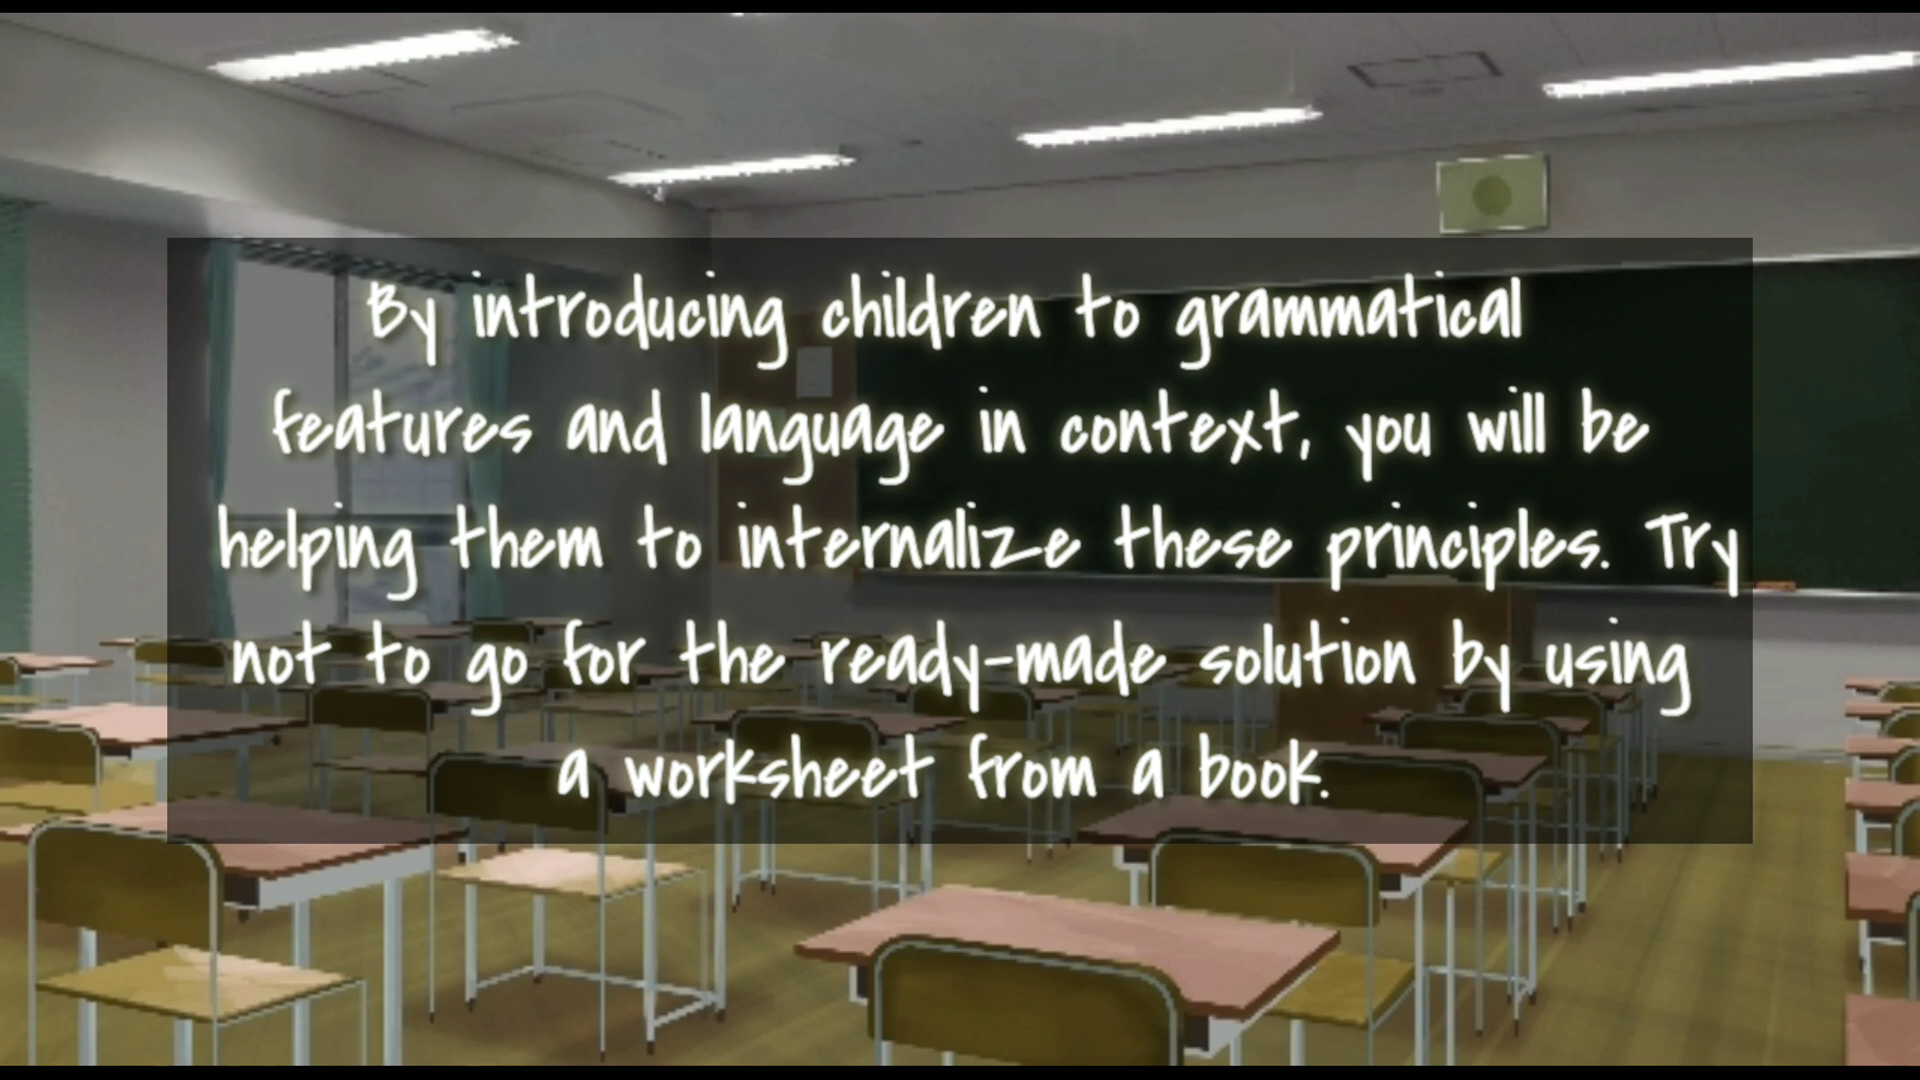 By introducing children to grammatical
features and language in context, you will be
helping them to internalize these principles. Try
not to go for the ready-made solution by using
a worksheet from a book.